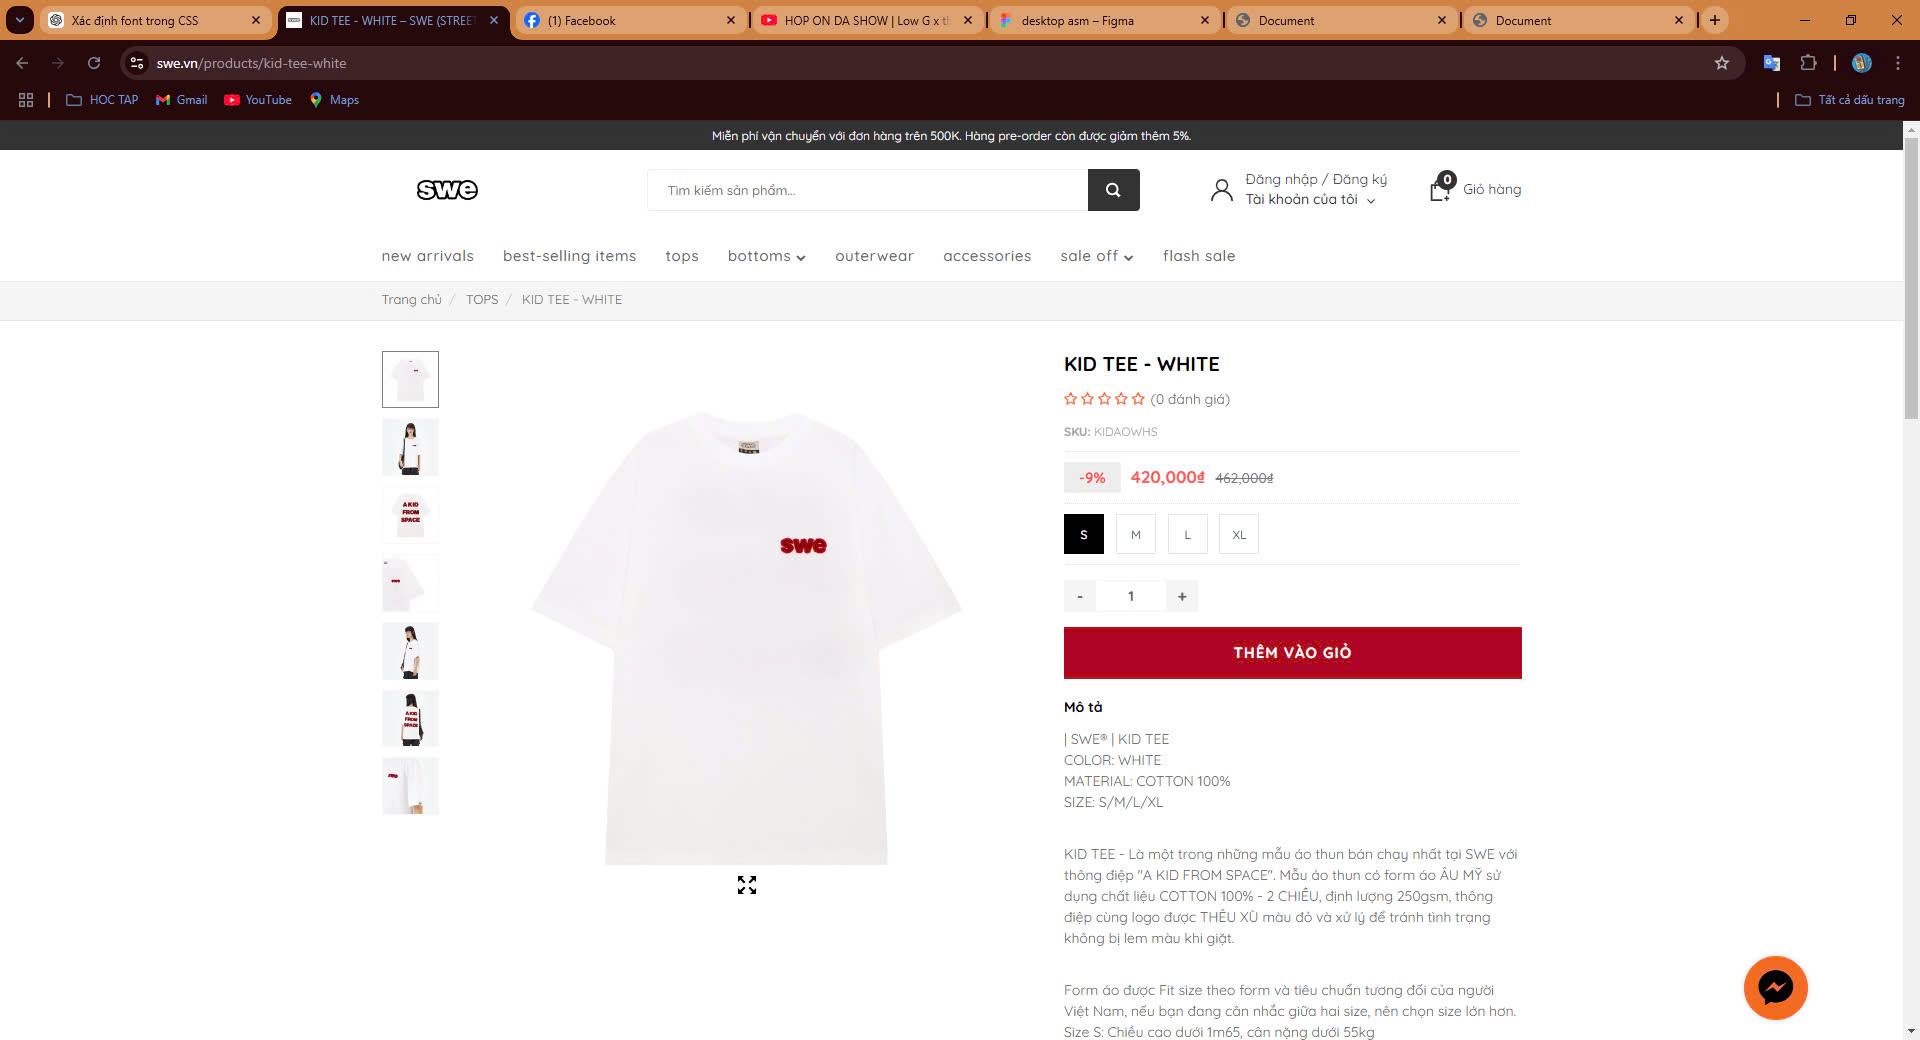 Xác định font trong CSS
KID TEE - WHITE – SWE (STREE
(1) Facebook
HOP ON DA SHOW | Low G x t
desktop asm – Figma
Document
Document
swe.vn/products/kid-tee-white
HOC TAP
Gmail
YouTube
Maps
Tất cả dấu trang
Miễn phí vận chuyển với đơn hàng trên 500K. Hàng pre-order còn được giảm thêm 5%.
swe
Tìm kiếm sản phẩm...
Đăng nhập / Đăng ký
Tài khoản của tôi
0
Giỏ hàng
new arrivals
best-selling items
tops
bottoms
outerwear
accessories
sale off
flash sale
Trang chủ / TOPS / KID TEE - WHITE
A KID
FROM
SPACE
swe
KID TEE - WHITE
(0 đánh giá)
SKU: KIDAOWHS
-9% 420,000₫ 462,000₫
S M L XL
- 1 +
THÊM VÀO GIỎ
Mô tả
| SWE® | KID TEE
COLOR: WHITE
MATERIAL: COTTON 100%
SIZE: S/M/L/XL
KID TEE - Là một trong những mẫu áo thun bán chạy nhất tại SWE với
thông điệp "A KID FROM SPACE". Mẫu áo thun có form áo ÂU MỸ sử
dụng chất liệu COTTON 100% - 2 CHIỀU, định lượng 250gsm, thông
điệp cùng logo được THÊU XÙ màu đỏ và xử lý để tránh tình trạng
không bị lem màu khi giặt.
Form áo được Fit size theo form và tiêu chuẩn tương đối của người
Việt Nam, nếu bạn đang cân nhắc giữa hai size, nên chọn size lớn hơn.
Size S: Chiều cao dưới 1m65, cân nặng dưới 55kg